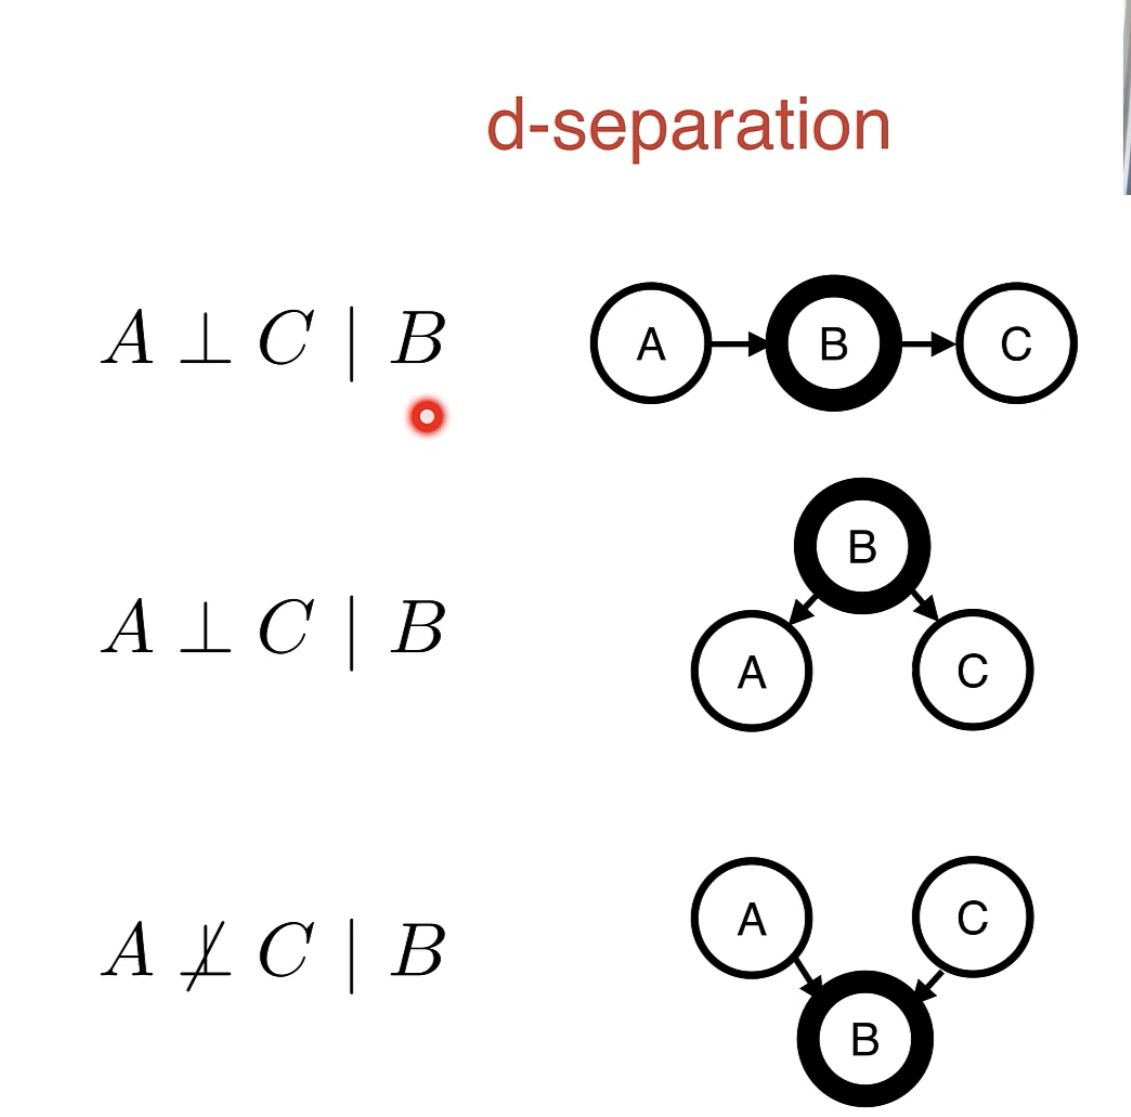 d-separation
A ⊥ C | B
A B C
A ⊥ C | B
B
A C
A ⊥̸ C | B
A C
B